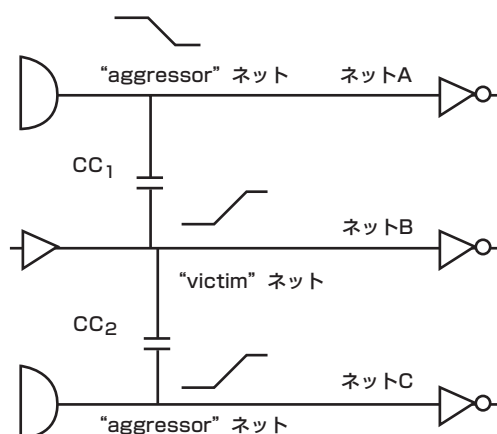 “aggressor” ネット ネットA
CC1
ネットB
“victim” ネット
CC2
ネットC
“aggressor” ネット